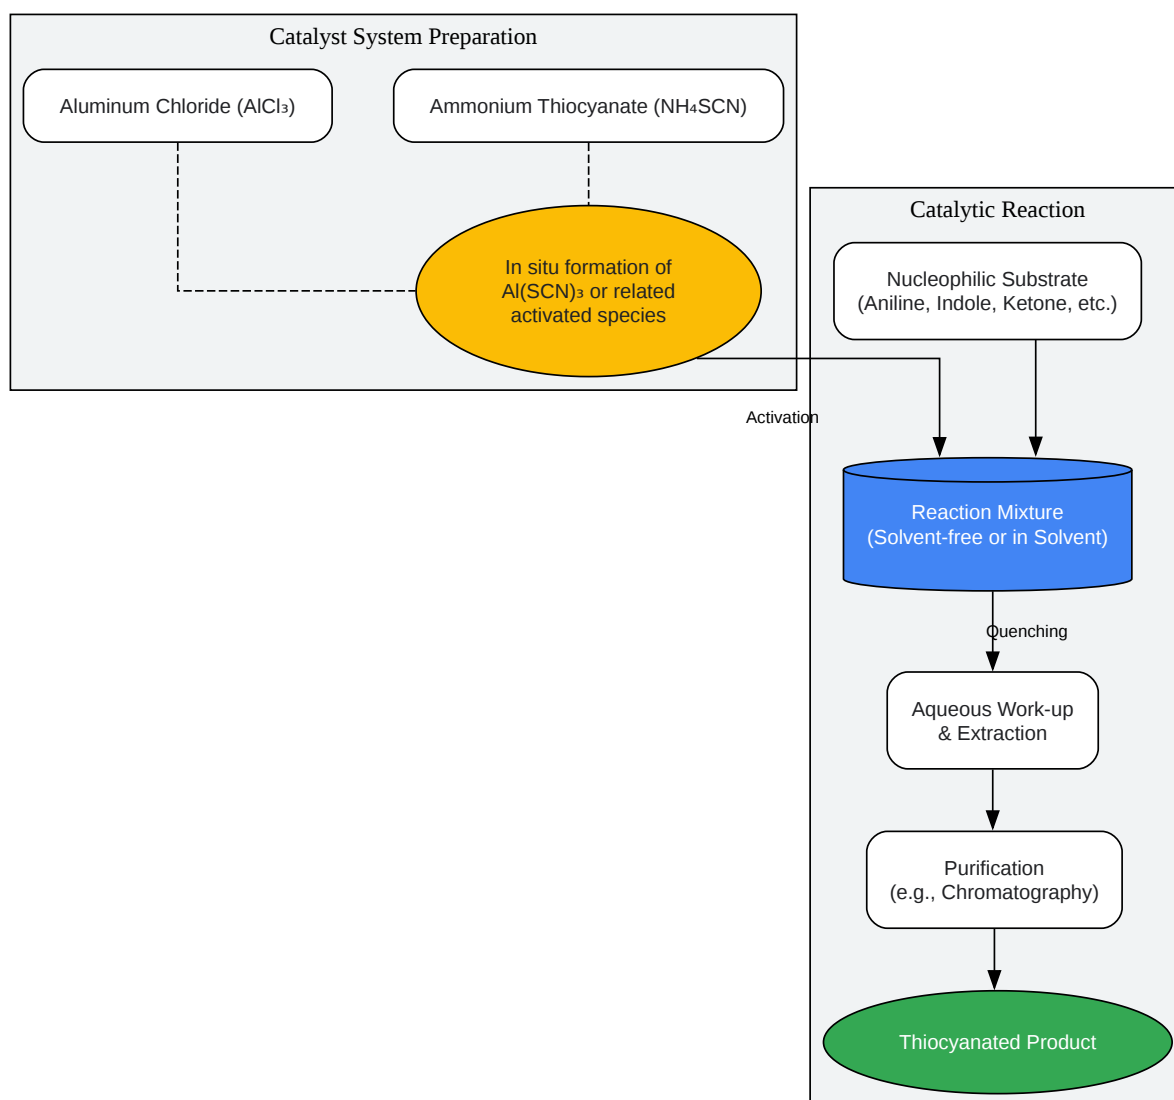 Catalyst System Preparation
Aluminum Chloride (AlCl₃)
Ammonium Thiocyanate (NH₄SCN)
In situ formation of
Al(SCN)₃ or related
activated species
Activation
Catalytic Reaction
Nucleophilic Substrate
(Aniline, Indole, Ketone, etc.)
Reaction Mixture
(Solvent-free or in Solvent)
Quenching
Aqueous Work-up
& Extraction
Purification
(e.g., Chromatography)
Thiocyanated Product